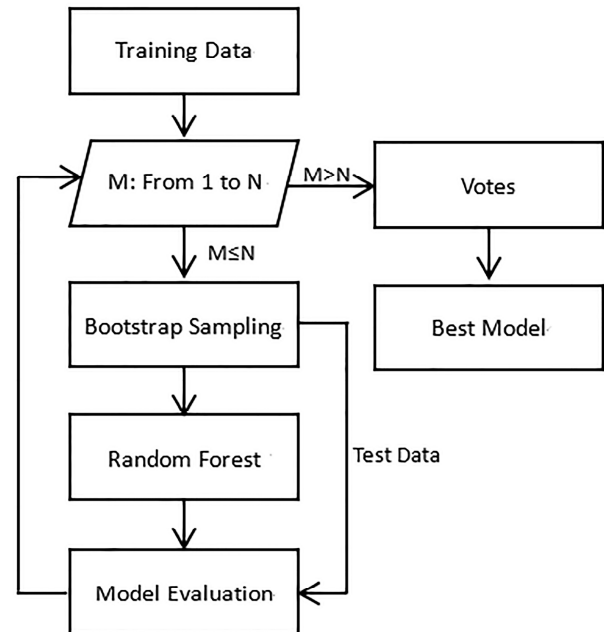 Training Data
M: From 1 to N
M>N
Votes
M≤N
Bootstrap Sampling
Best Model
Random Forest
Test Data
Model Evaluation